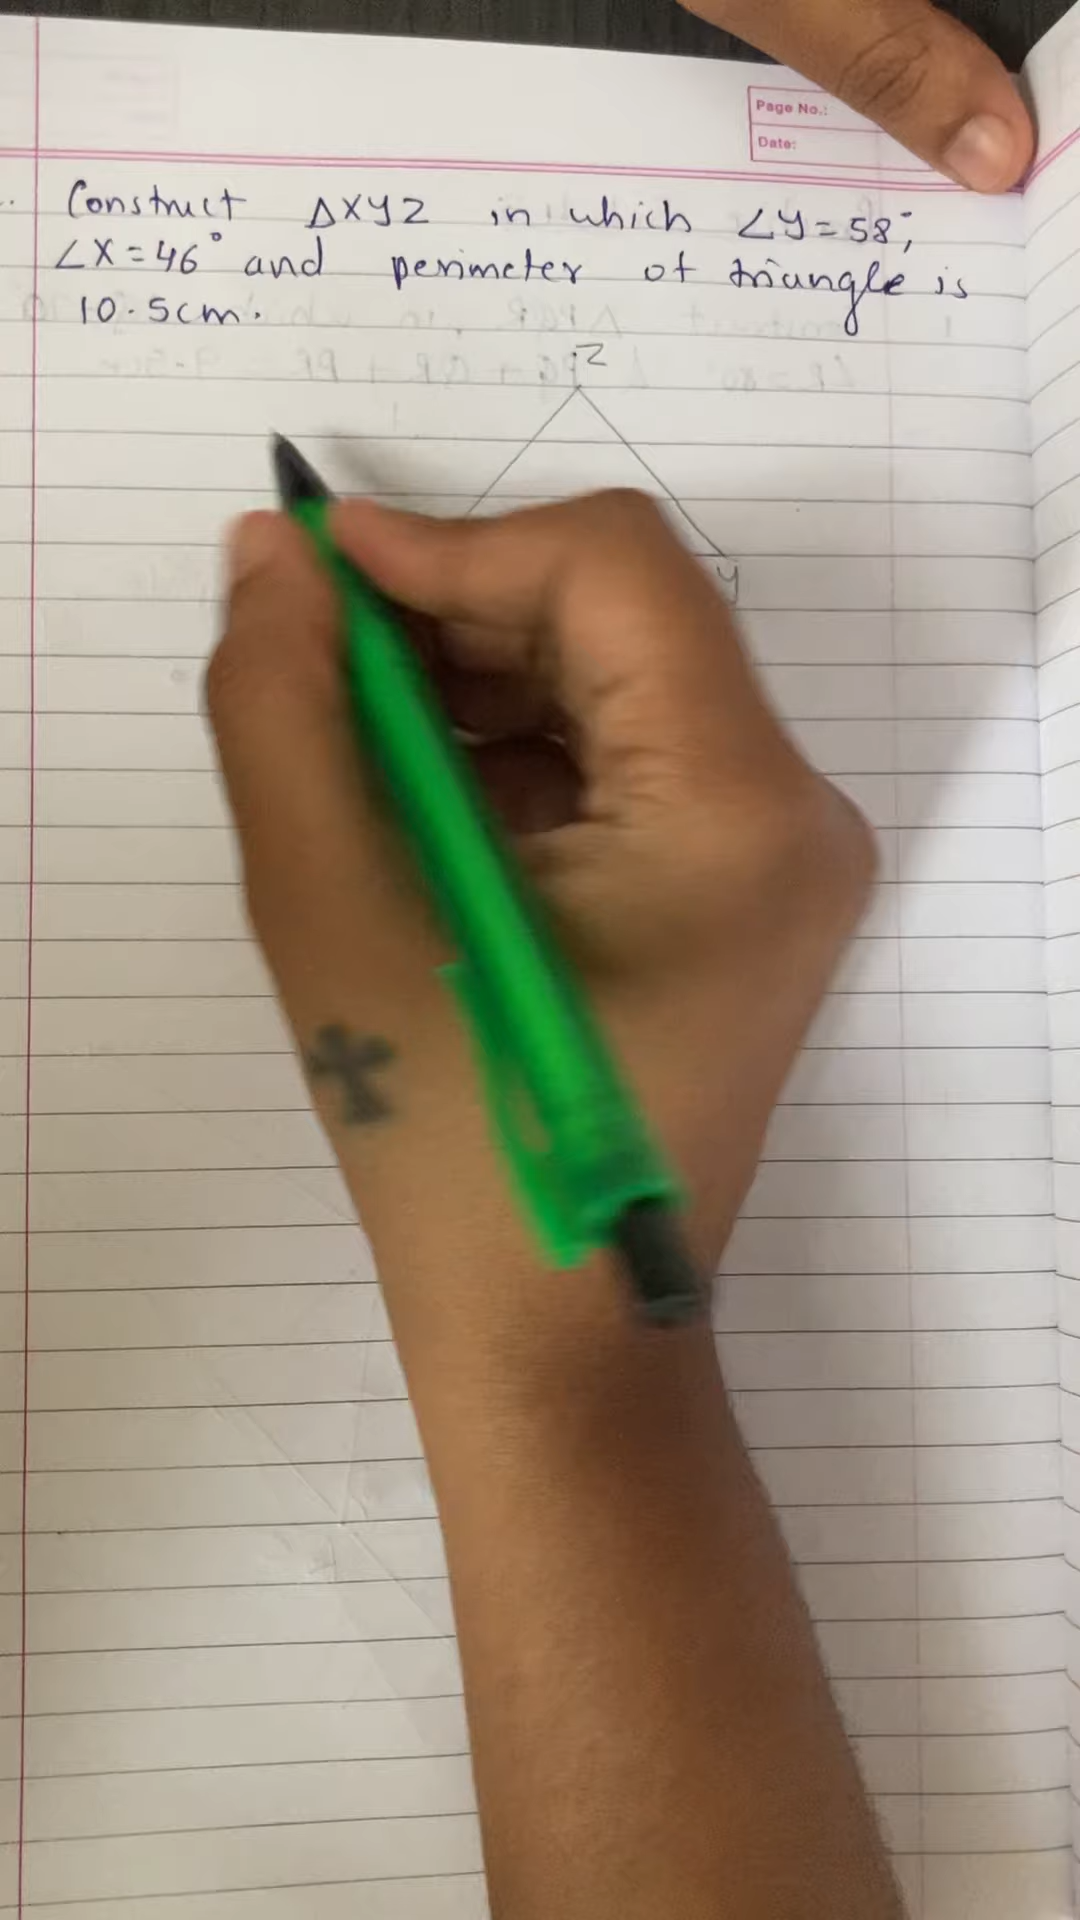 Page No.:
Date:
Construct ΔXYZ in which ∠Y=58°,
∠X=46° and perimeter of triangle is
10.5cm.
Z
Y